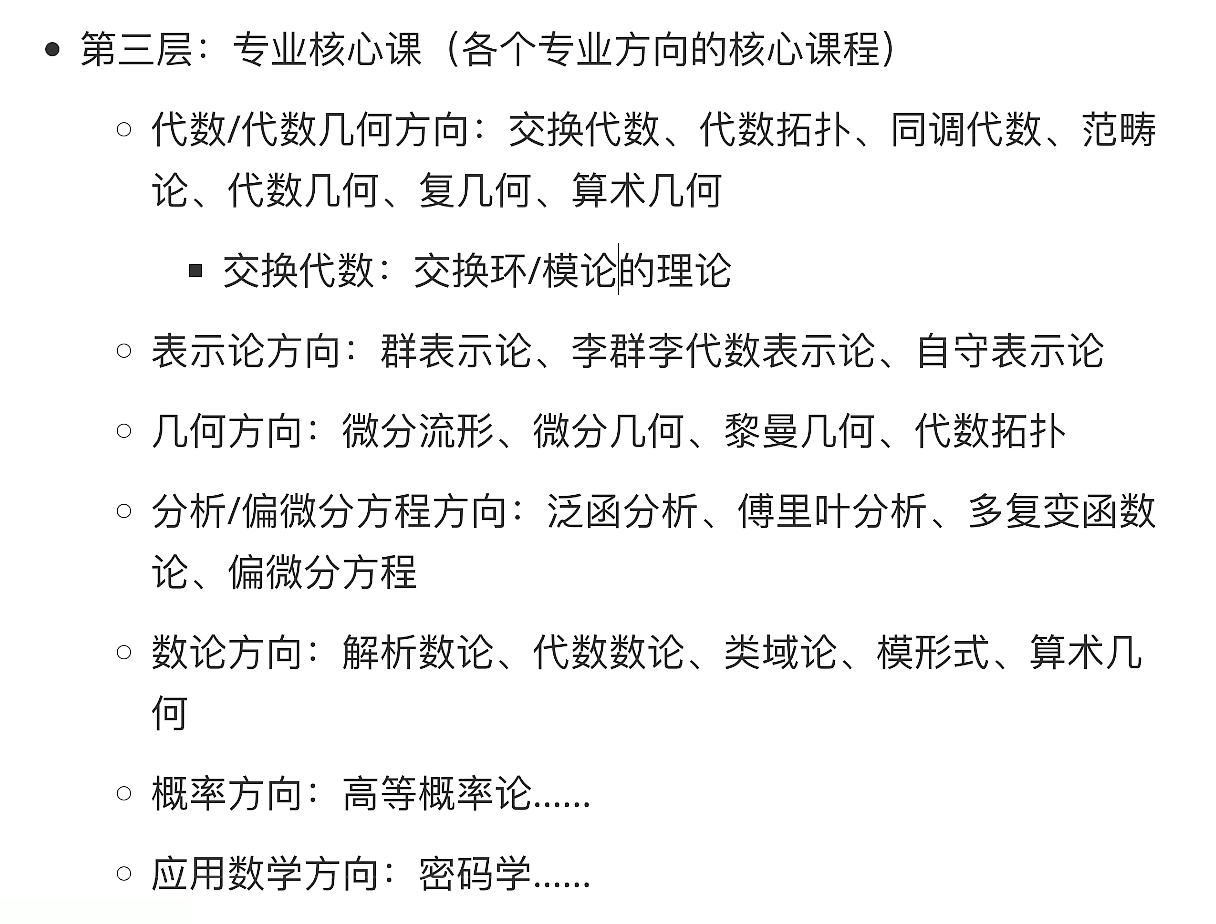 第三层：专业核心课（各个专业方向的核心课程）
代数/代数几何方向：交换代数、代数拓扑、同调代数、范畴
论、代数几何、复几何、算术几何
交换代数：交换环/模论的理论
表示论方向：群表示论、李群李代数表示论、自守表示论
几何方向：微分流形、微分几何、黎曼几何、代数拓扑
分析/偏微分方程方向：泛函分析、傅里叶分析、多复变函数
论、偏微分方程
数论方向：解析数论、代数数论、类域论、模形式、算术几
何
概率方向：高等概率论......
应用数学方向：密码学......